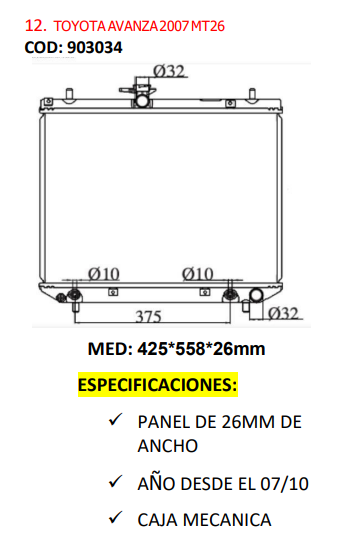 12. TOYOTA AVANZA 2007 MT26
COD: 903034
Ø32
Ø10 Ø10
375 Ø32
MED: 425*558*26mm
ESPECIFICACIONES:
✓ PANEL DE 26MM DE
ANCHO
✓ AÑO DESDE EL 07/10
✓ CAJA MECANICA